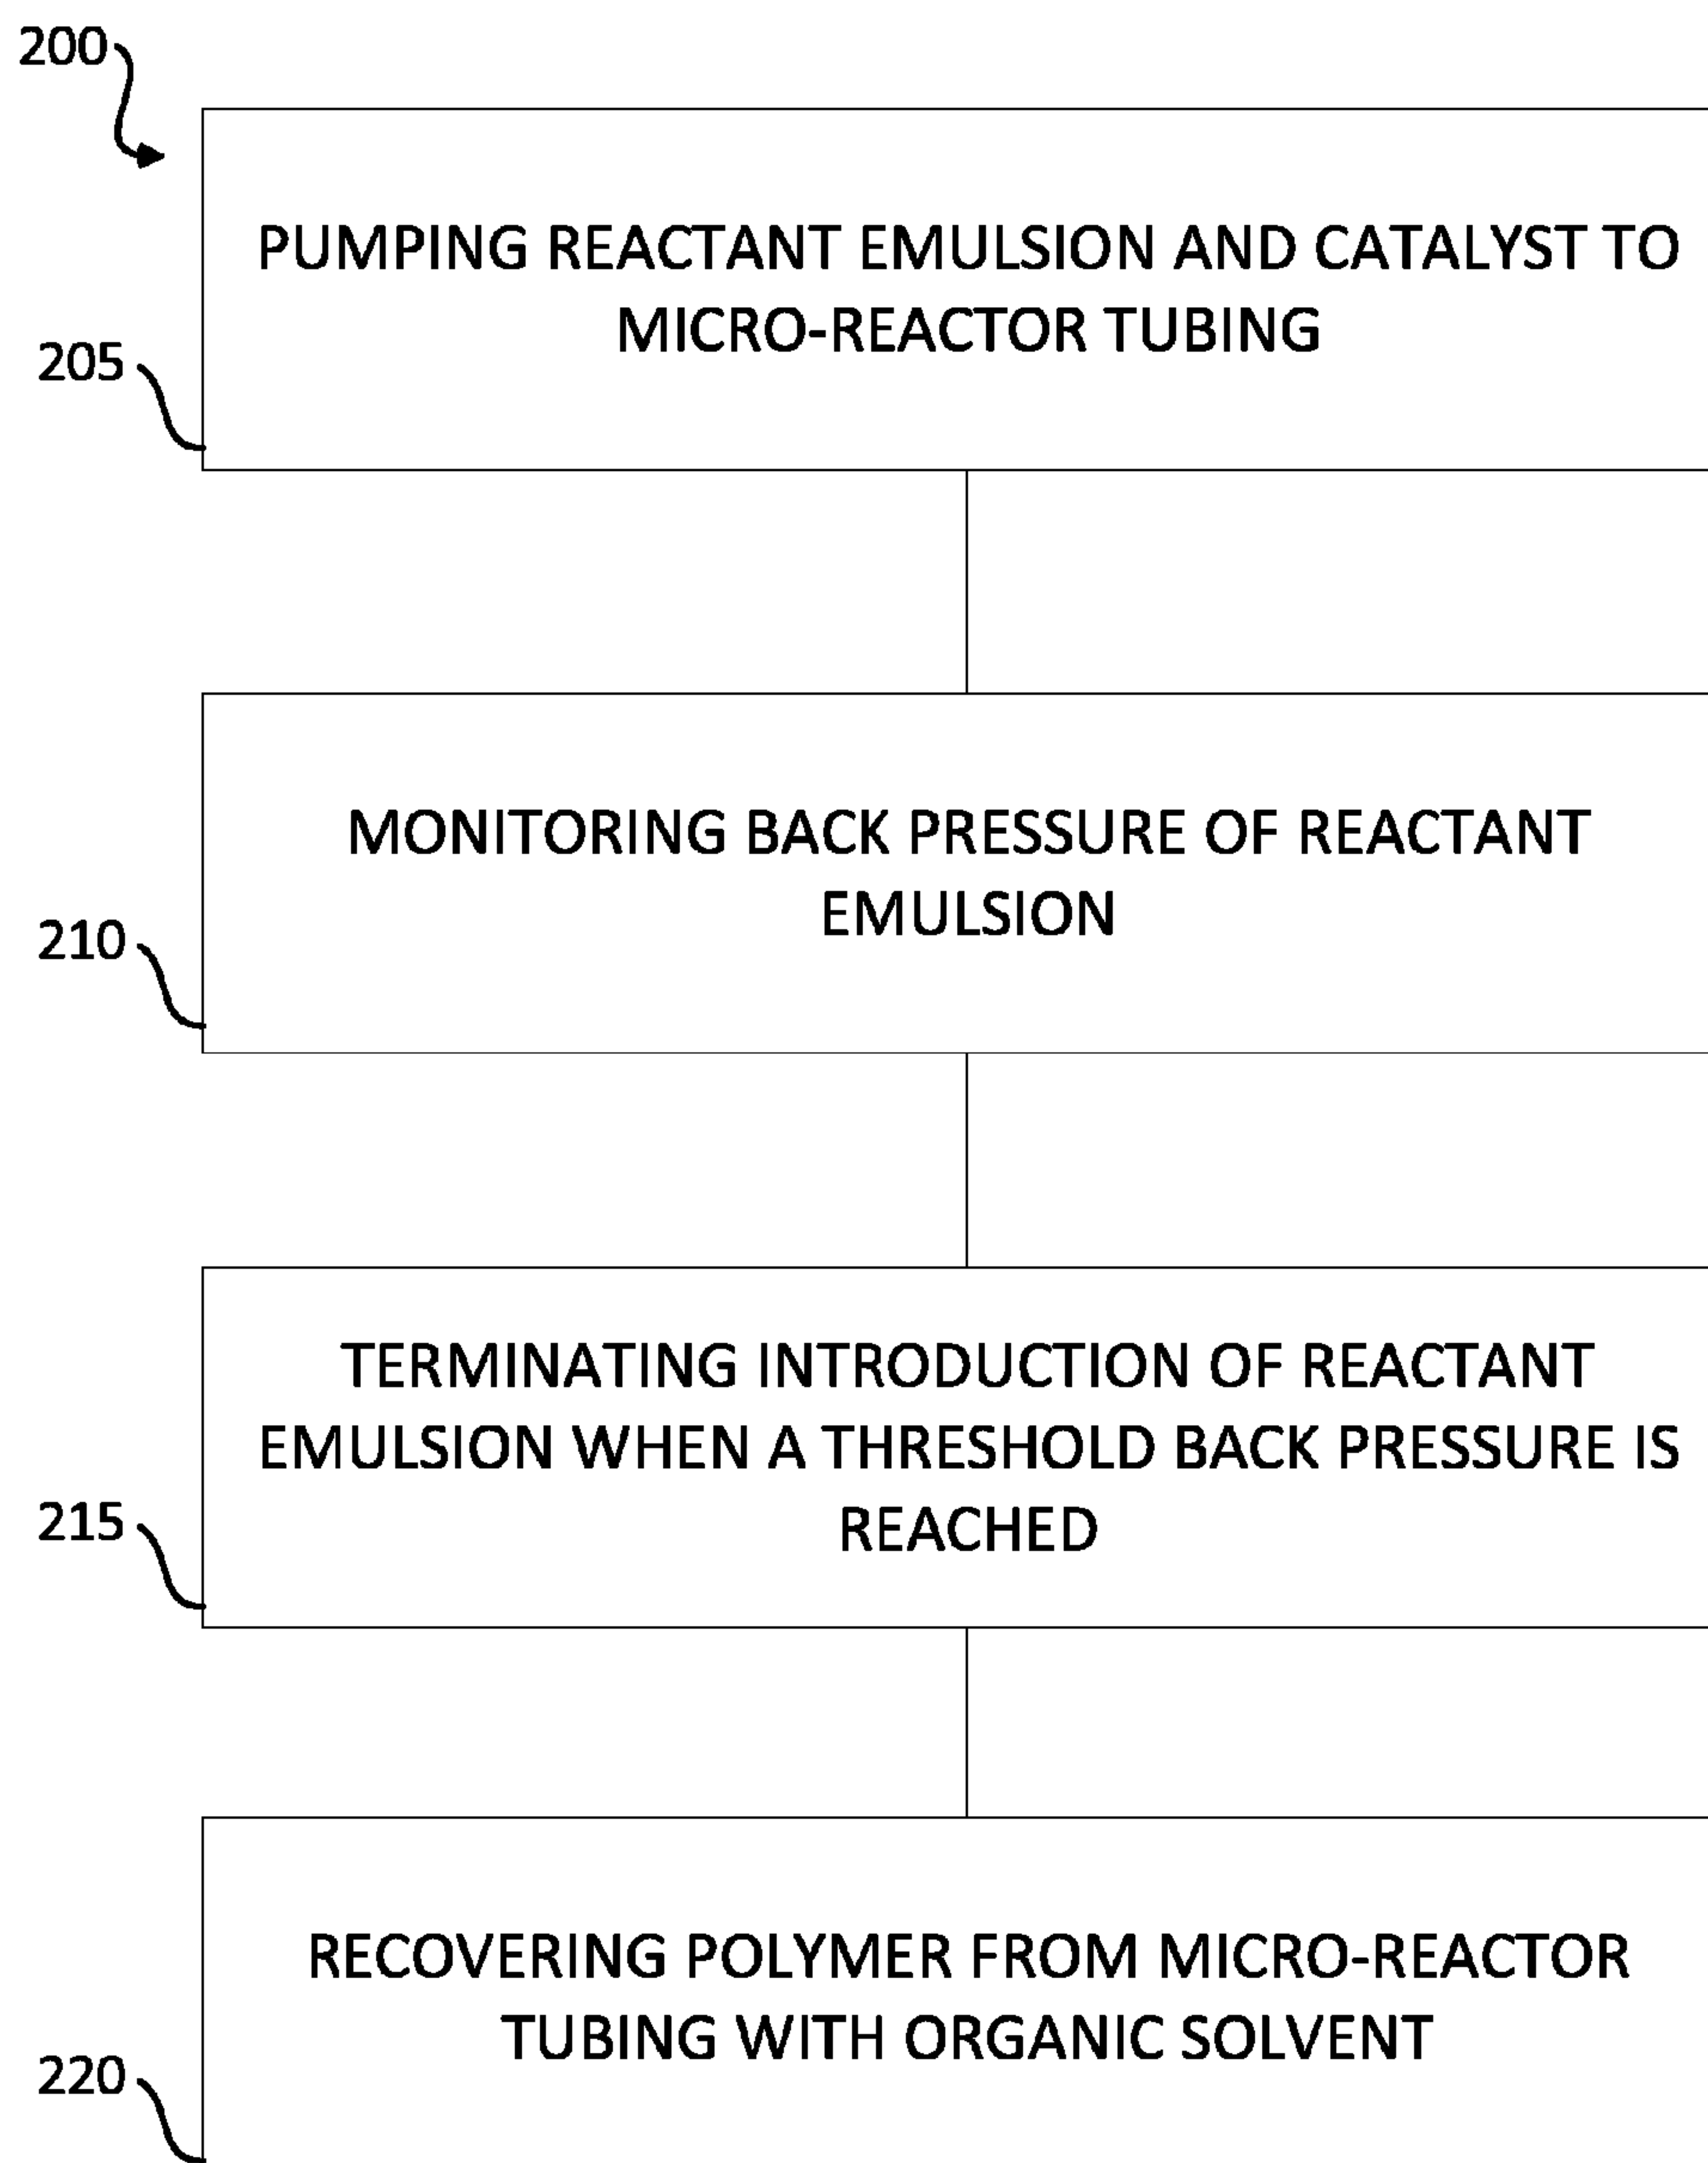 200
PUMPING REACTANT EMULSION AND CATALYST TO
MICRO-REACTOR TUBING
205
MONITORING BACK PRESSURE OF REACTANT
EMULSION
210
TERMINATING INTRODUCTION OF REACTANT
EMULSION WHEN A THRESHOLD BACK PRESSURE IS
REACHED
215
RECOVERING POLYMER FROM MICRO-REACTOR
TUBING WITH ORGANIC SOLVENT
220